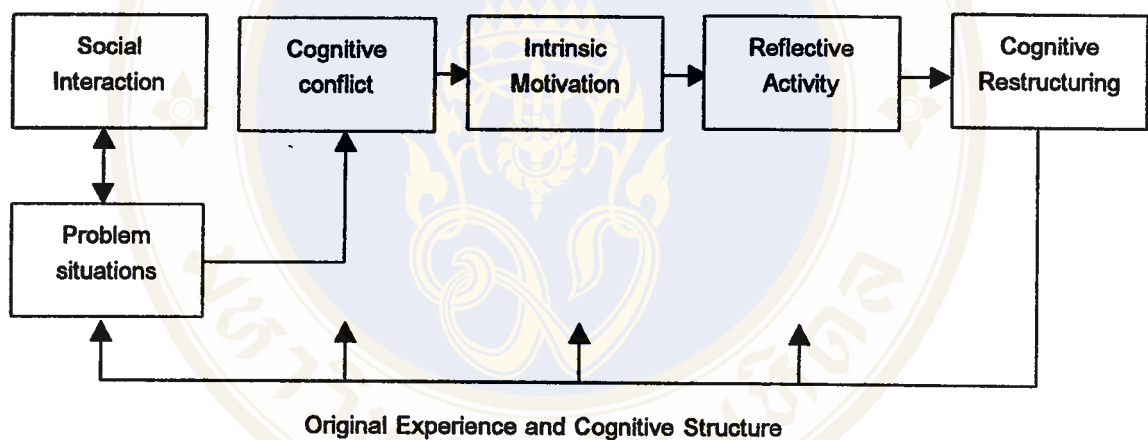 Social
Interaction
Cognitive
conflict
Intrinsic
Motivation
Reflective
Activity
Cognitive
Restructuring
Problem
situations
Original Experience and Cognitive Structure